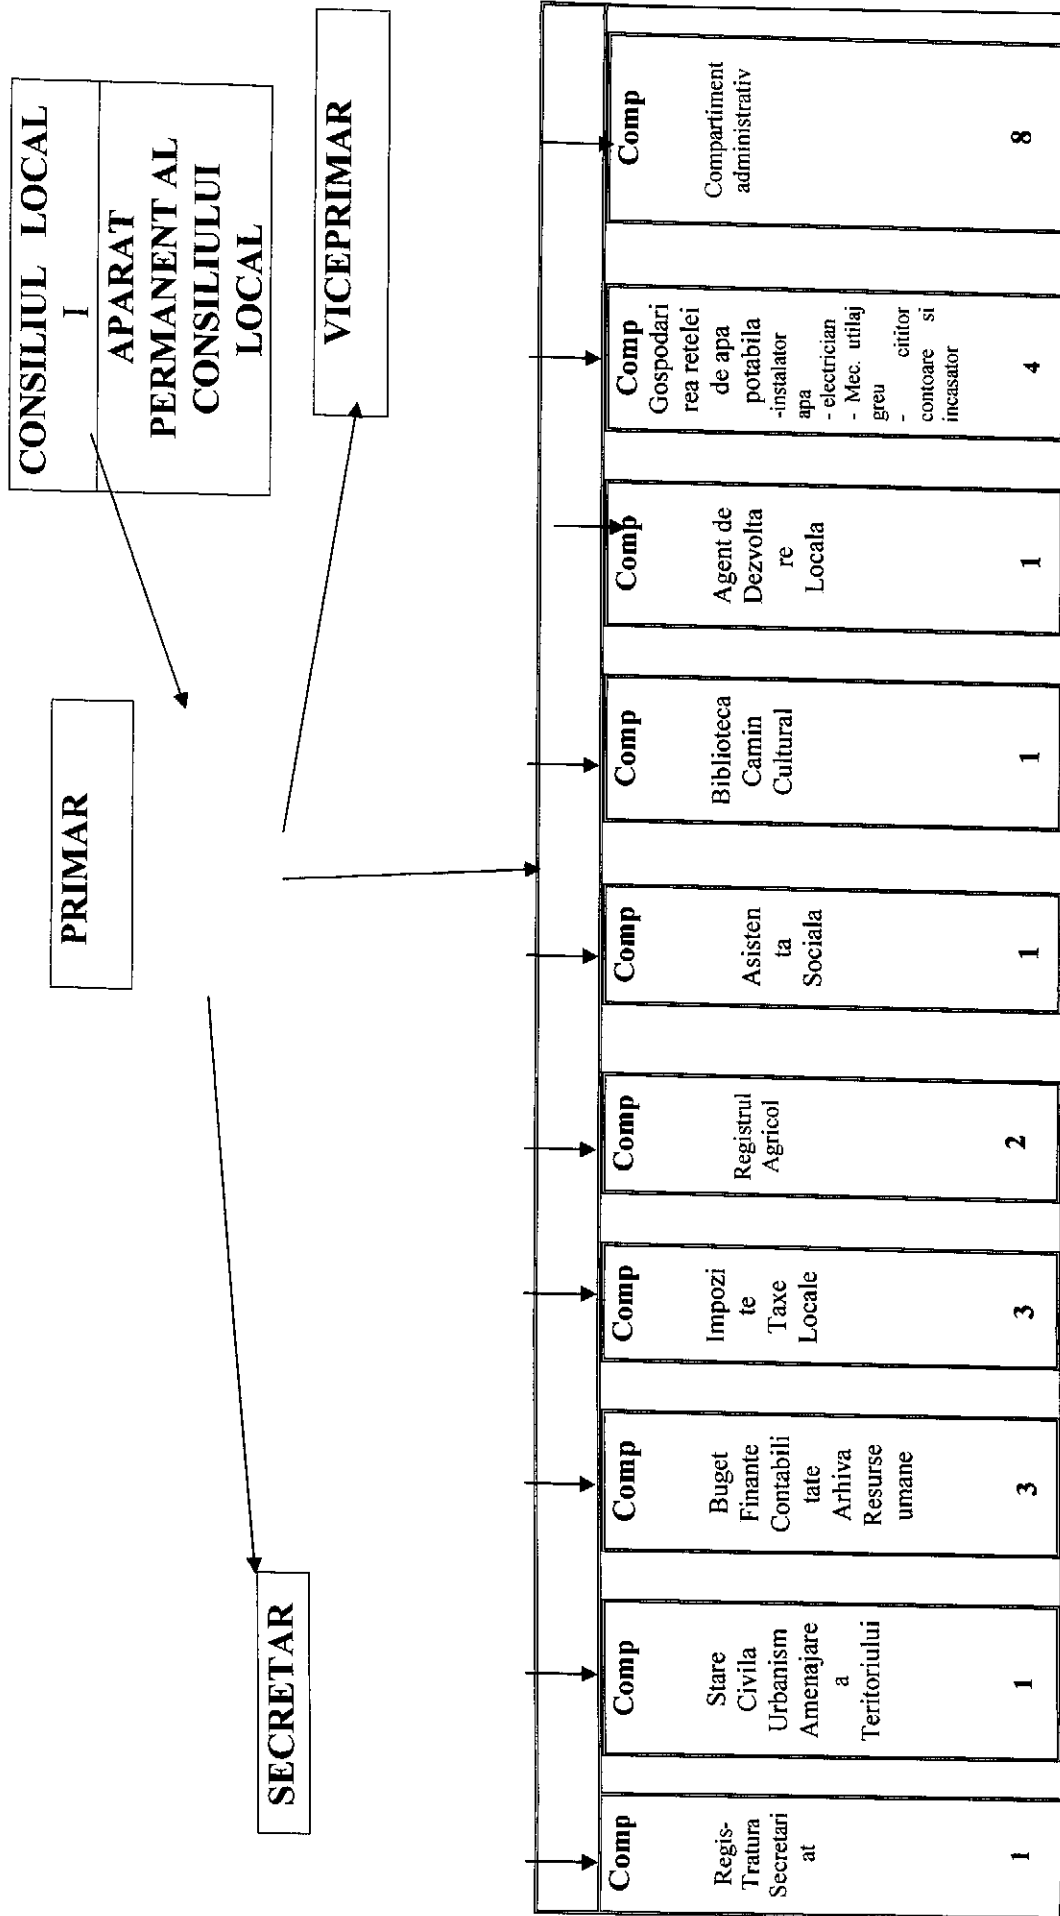 CONSILIUL LOCAL
I
APARAT
PERMANENT AL
CONSILIULUI
LOCAL
PRIMAR
VICEPRIMAR
SECRETAR
Comp
Regis-
Tratura
Secretari
at
1
Comp
Stare
Civila
Urbanism
Amenajare
a
Teritoriului
1
Comp
Buget
Finante
Contabili
tate
Arhiva
Resurse
umane
3
Comp
Impozi
te
Taxe
Locale
3
Comp
Registrul
Agricol
2
Comp
Asisten
ta
Sociala
1
Comp
Biblioteca
Camin
Cultural
1
Comp
Agent de
Dezvolta
re
Locala
1
Comp
Gospodari
rea retelei
de apa
potabila
-instalator
apa
- electrician
- Mec. utilaj
greu
- cititor
contoare si
incasator
4
Comp
Compartiment
administrativ
8